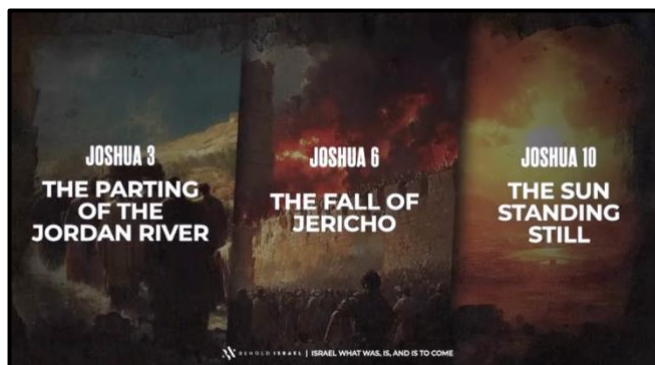 JOSHUA 3
THE PARTING
OF THE
JORDAN RIVER
JOSHUA 6
THE FALL OF
JERICHO
JOSHUA 10
THE SUN
STANDING
STILL
BEHOLD ISRAEL | ISRAEL WHAT WAS, IS, AND IS TO COME